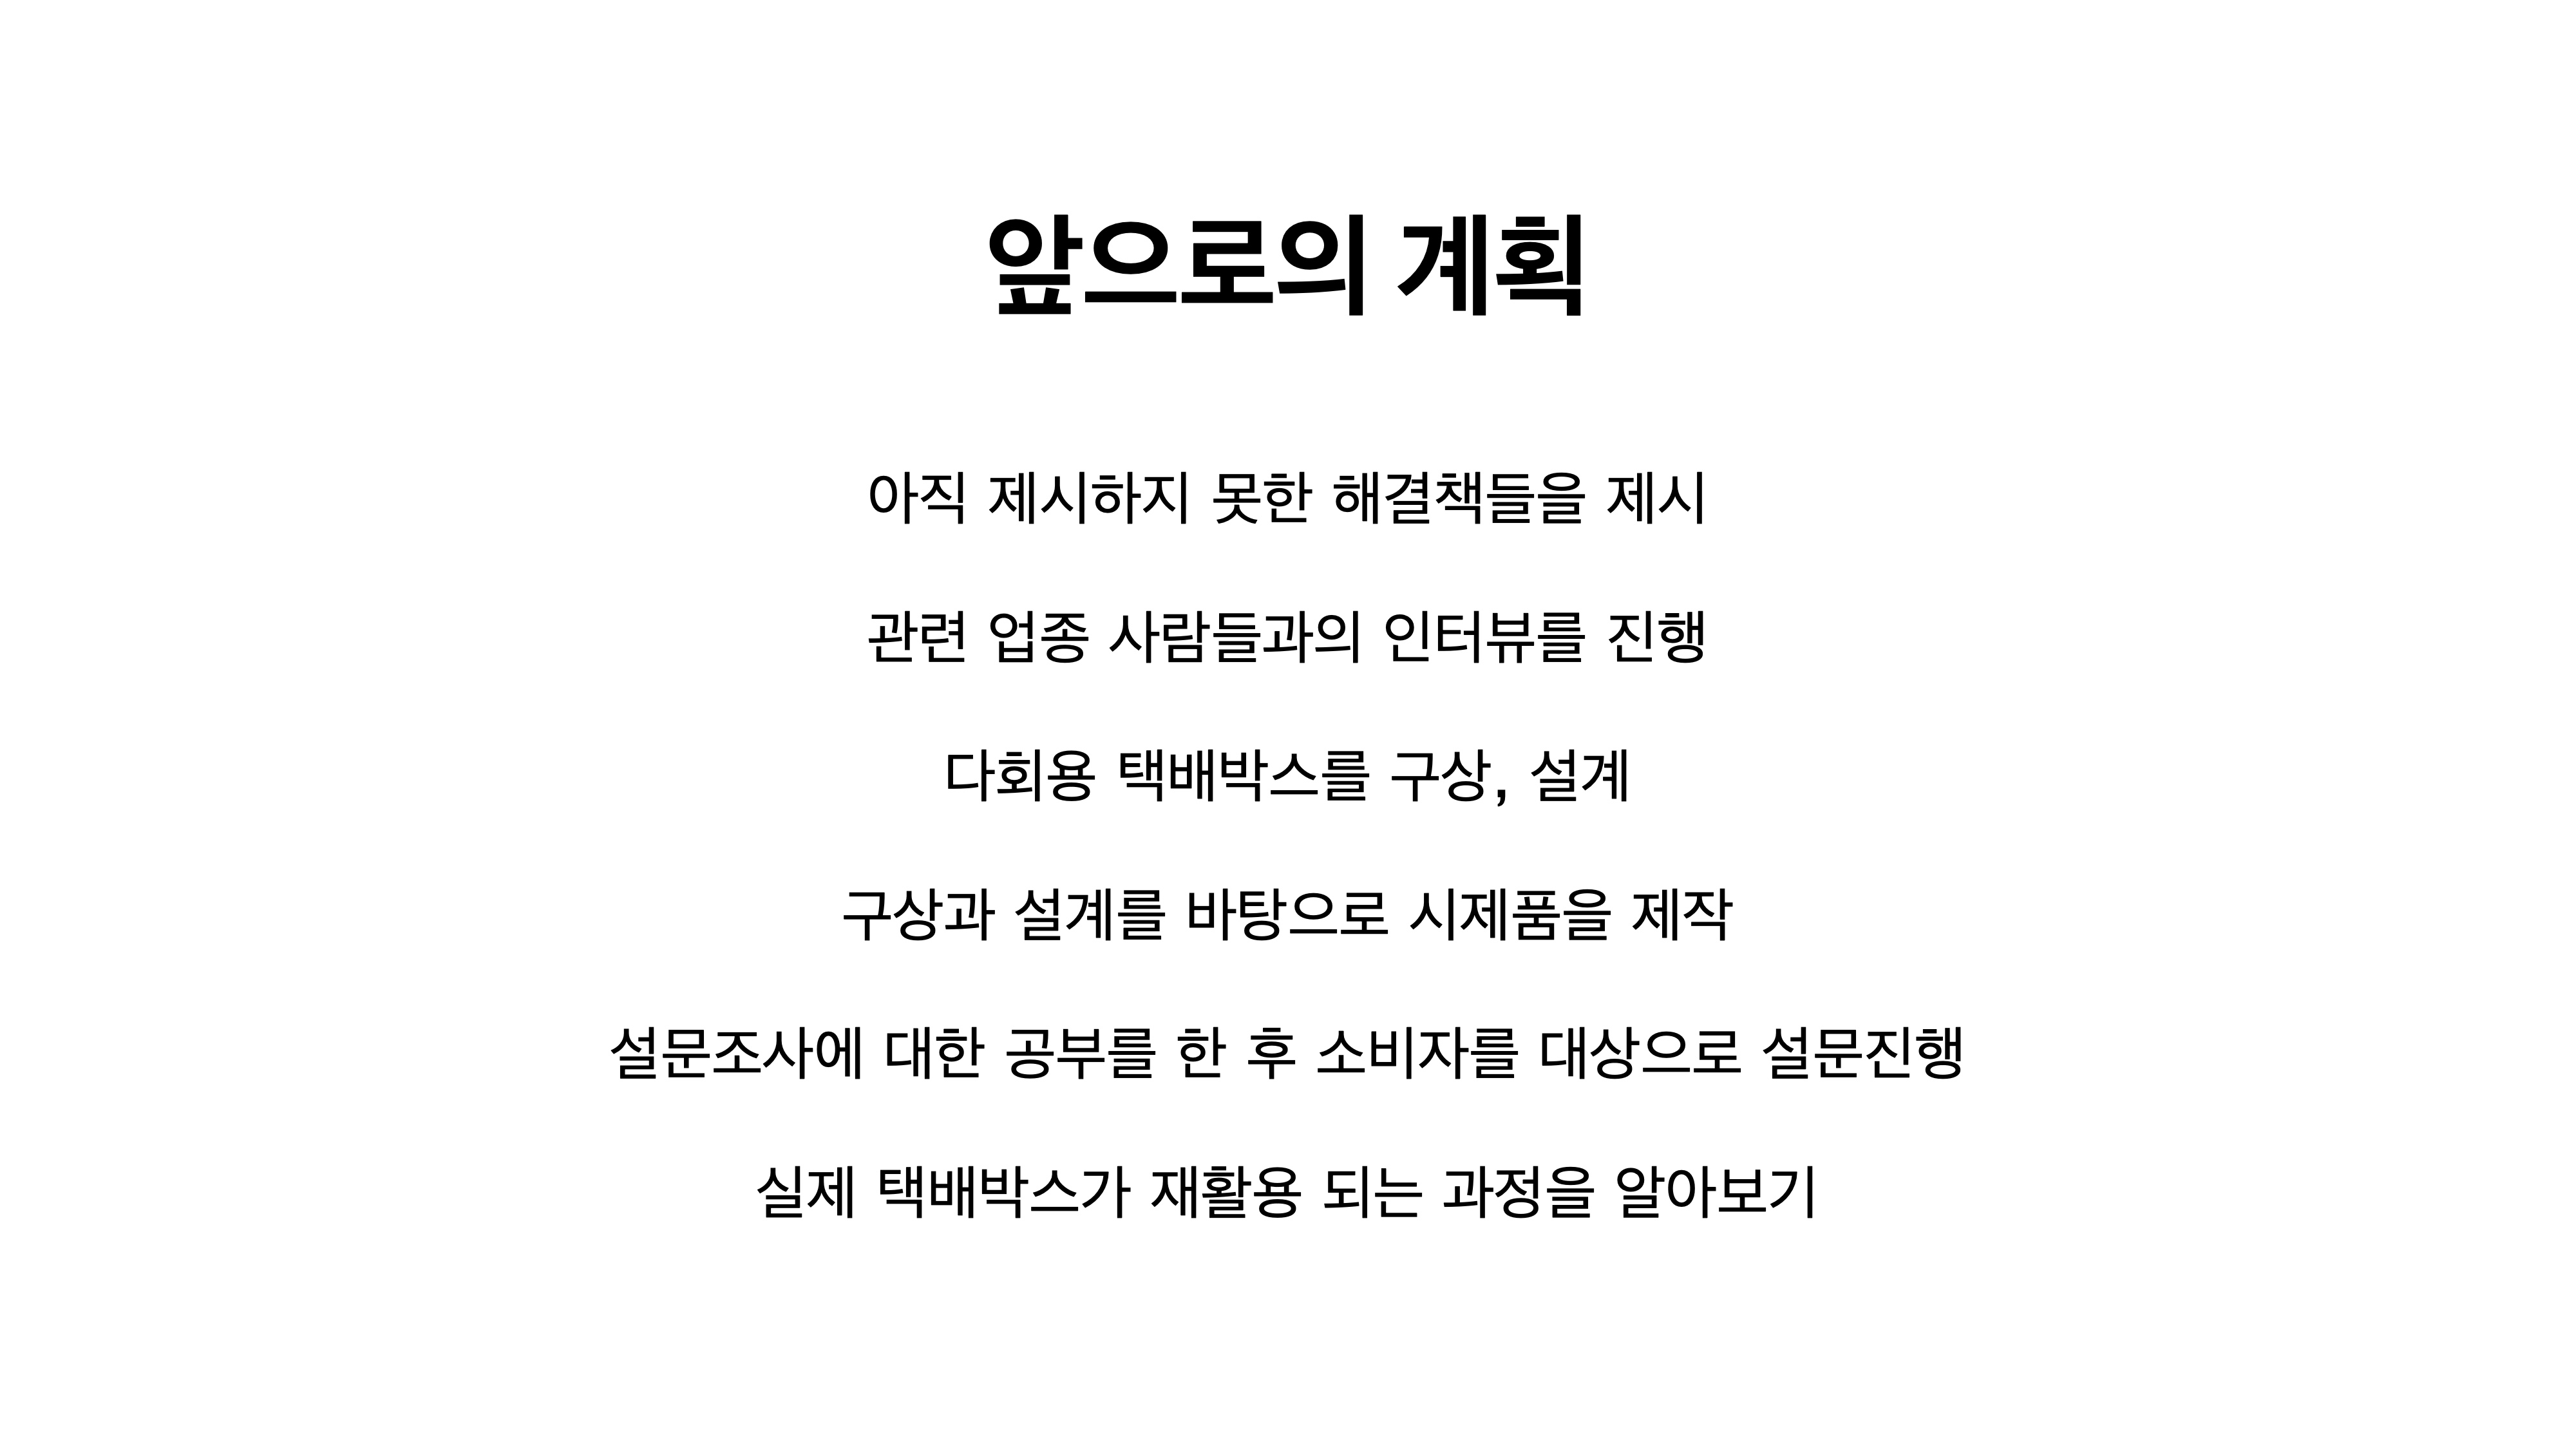 앞으로의 계획
아직 제시하지 못한 해결책들을 제시
관련 업종 사람들과의 인터뷰를 진행
다회용 택배박스를 구상, 설계
구상과 설계를 바탕으로 시제품을 제작
설문조사에 대한 공부를 한 후 소비자를 대상으로 설문진행
실제 택배박스가 재활용 되는 과정을 알아보기